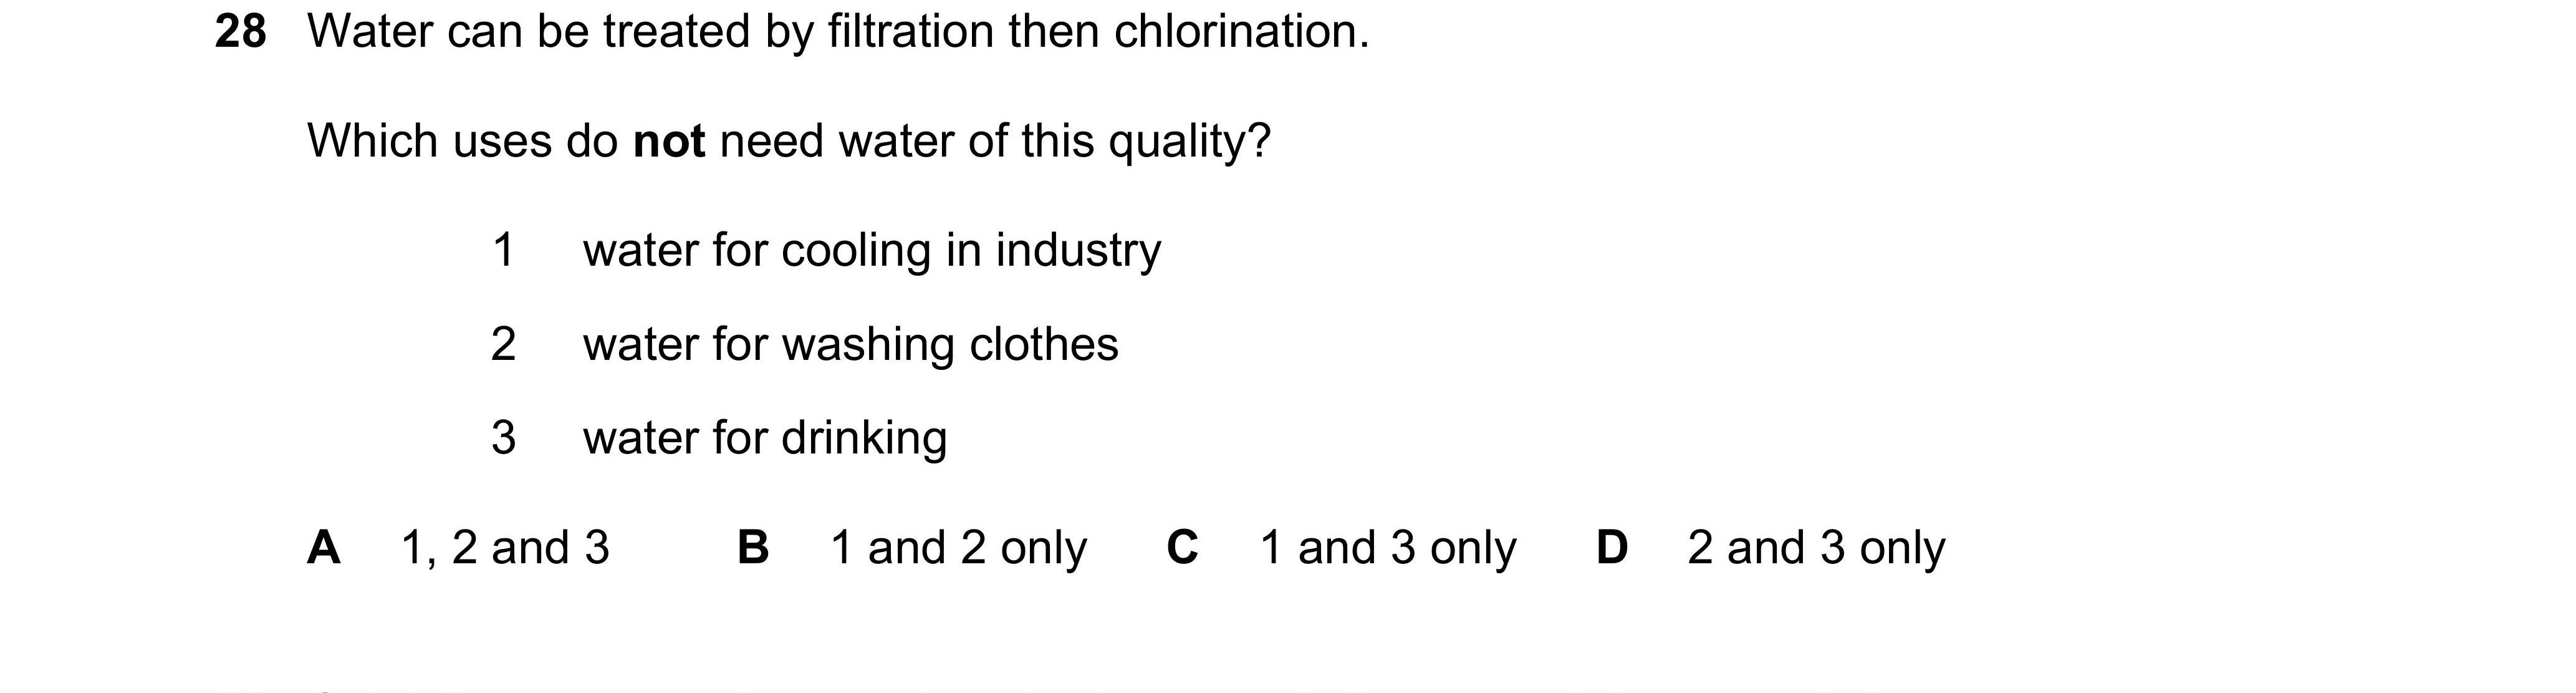 28 Water can be treated by filtration then chlorination.
Which uses do not need water of this quality?
1 water for cooling in industry
2 water for washing clothes
3 water for drinking
A 1, 2 and 3 B 1 and 2 only C 1 and 3 only D 2 and 3 only